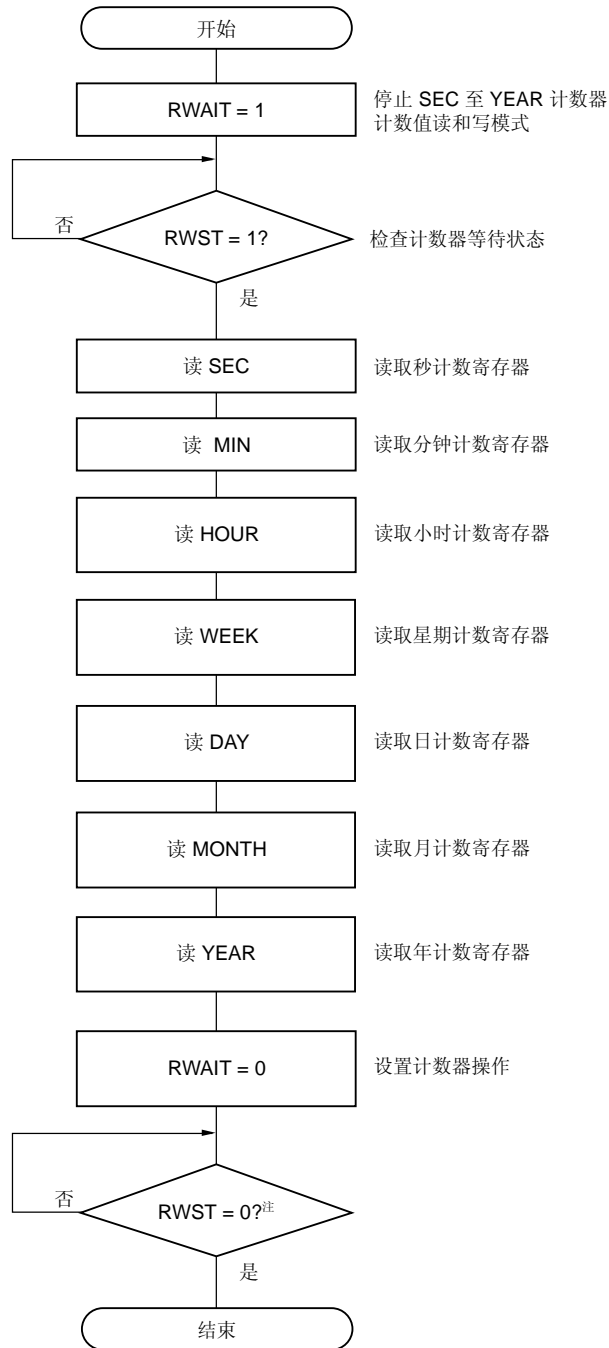 开始
RWAIT = 1
停止 SEC 至 YEAR 计数器
计数值读和写模式
否
RWST = 1?
检查计数器等待状态
是
读 SEC
读取秒计数寄存器
读 MIN
读取分钟计数寄存器
读 HOUR
读取小时计数寄存器
读 WEEK
读取星期计数寄存器
读 DAY
读取日计数寄存器
读 MONTH
读取月计数寄存器
读 YEAR
读取年计数寄存器
RWAIT = 0
设置计数器操作
否
RWST = 0?注
是
结束